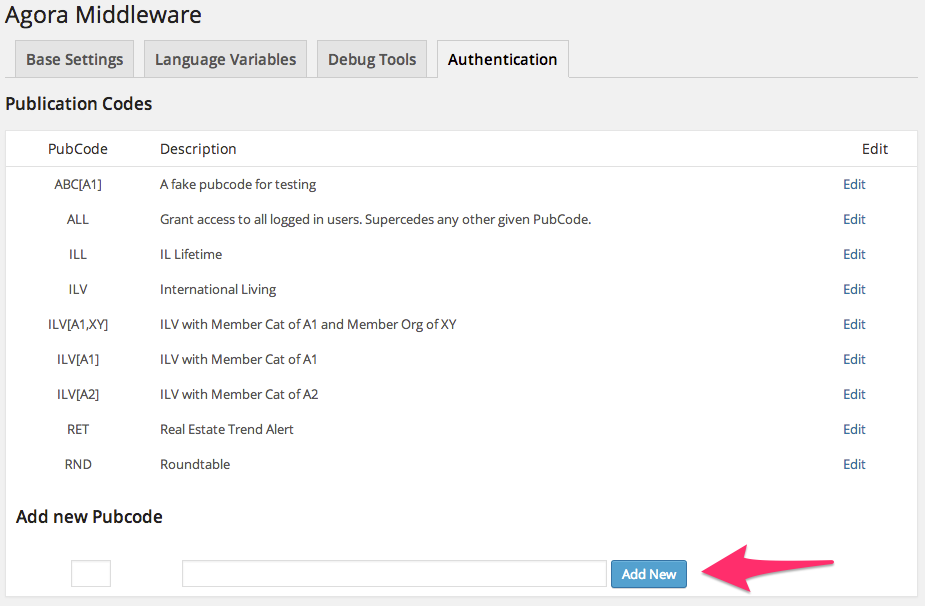 Agora Middleware
Base Settings Language Variables Debug Tools Authentication
Publication Codes
PubCode Description Edit
ABC[A1] A fake pubcode for testing Edit
ALL Grant access to all logged in users. Supercedes any other given PubCode. Edit
ILL IL Lifetime Edit
ILV International Living Edit
ILV[A1,XY] ILV with Member Cat of A1 and Member Org of XY Edit
ILV[A1] ILV with Member Cat of A1 Edit
ILV[A2] ILV with Member Cat of A2 Edit
RET Real Estate Trend Alert Edit
RND Roundtable Edit
Add new Pubcode
Add New